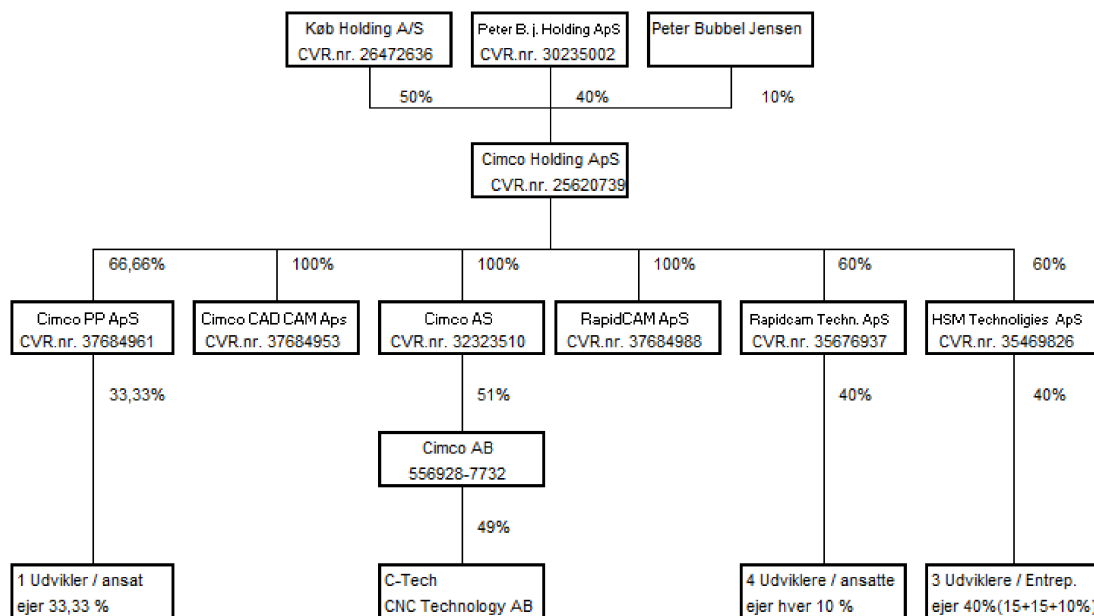 Køb Holding A/S
CVR.nr. 26472636
Peter B. j. Holding ApS
CVR.nr. 30235002
Peter Bubbel Jensen
50%
40%
10%
Cimco Holding ApS
CVR.nr. 25620739
66,66%
100%
100%
100%
60%
60%
Cimco PP ApS
CVR.nr. 37684961
Cimco CAD CAM Aps
CVR.nr. 37684953
Cimco AS
CVR.nr. 32323510
RapidCAM ApS
CVR.nr. 37684988
Rapidcam Techn. ApS
CVR.nr. 35676937
HSM Technoligies ApS
CVR.nr. 35469826
33,33%
51%
40%
40%
Cimco AB
556928-7732
49%
1 Udvikler / ansat
ejer 33,33 %
C-Tech
CNC Technology AB
4 Udviklere / ansatte
ejer hver 10 %
3 Udviklere / Entrep.
ejer 40%(15+15+10%)